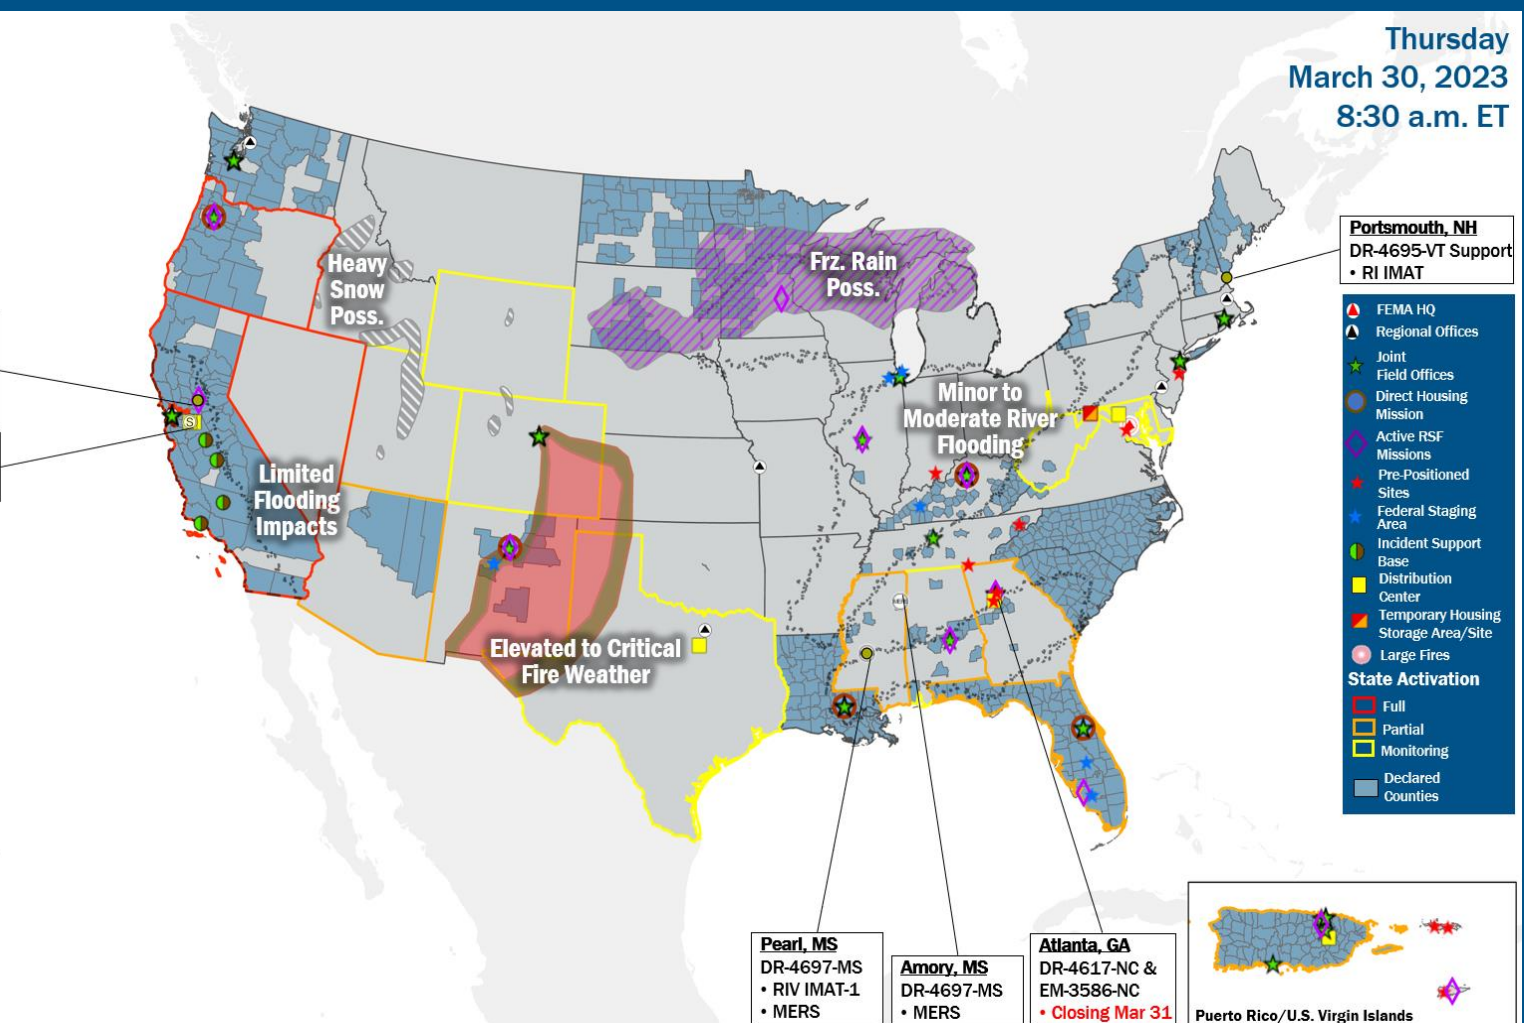 Thursday
March 30, 2023
8:30 a.m. ET
Portsmouth, NH
DR-4695-VT Support
• RI IMAT
Heavy
Snow
Poss.
Frz. Rain
Poss.
FEMA HQ
Regional Offices
Joint
Field Offices
Direct Housing
Mission
Active RSF
Missions
Pre-Positioned
Sites
Federal Staging
Area
Incident Support
Base
Distribution
Center
Temporary Housing
Storage Area/Site
Large Fires
State Activation
Full
Partial
Monitoring
Declared
Counties
Minor to
Moderate River
Flooding
S
Limited
Flooding
Impacts
Elevated to Critical
Fire Weather
Pearl, MS
DR-4697-MS
• RIV IMAT-1
• MERS
Amory, MS
DR-4697-MS
• MERS
Atlanta, GA
DR-4617-NC &
EM-3586-NC
• Closing Mar 31
Puerto Rico/U.S. Virgin Islands